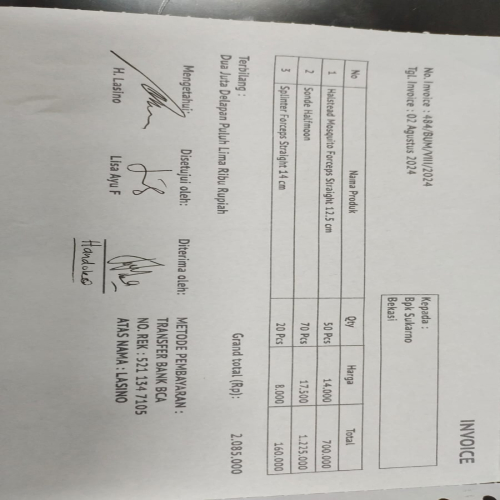 INVOICE
No. Invoice : 484/BUM/VIII/2024
Tgl. Invoice : 02 Agustus 2024
Kepada :
Bpk Sukarno
Bekasi
No Nama Produk Qty Harga Total
1 Halstead Mosquito Forceps Straight 12.5 cm 50 Pcs 14.000 700.000
2 Sonde Halfmoon 70 Pcs 17.500 1.225.000
3 Splinter Forceps Straight 14 cm 20 Pcs 8.000 160.000
Grand total (Rp): 2.085.000
Terbilang :
Dua Juta Delapan Puluh Lima Ribu Rupiah
Mengetahui: Disetujui oleh: Diterima oleh:
H. Lasino Lisa Ayu F Handoko
METODE PEMBAYARAN :
TRANSFER BANK BCA
NO. REK : 521 134 7105
ATAS NAMA : LASINO